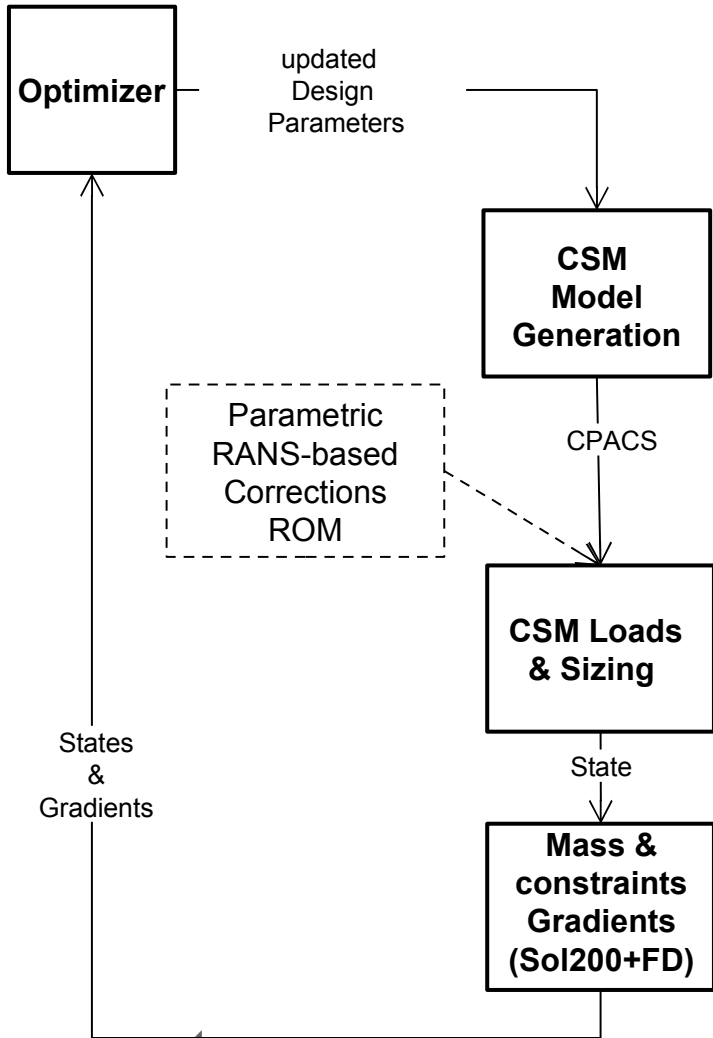 Optimizer
updated
Design
Parameters
CSM
Model
Generation
Parametric
RANS-based
Corrections
ROM
CPACS
CSM Loads
& Sizing
States
&
Gradients
State
Mass &
constraints
Gradients
(Sol200+FD)